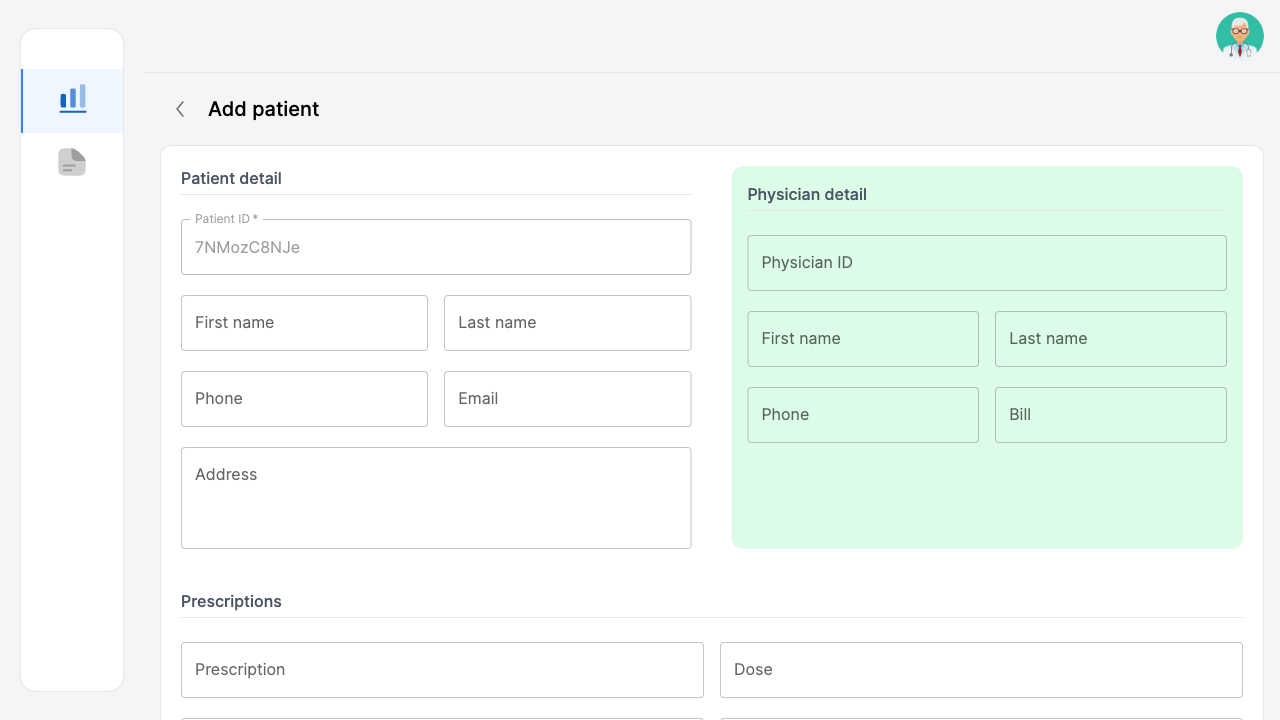 Add patient
Patient detail
Patient ID *
7NMozC8NJe
First name
Last name
Phone
Email
Address
Physician detail
Physician ID
First name
Last name
Phone
Bill
Prescriptions
Prescription
Dose